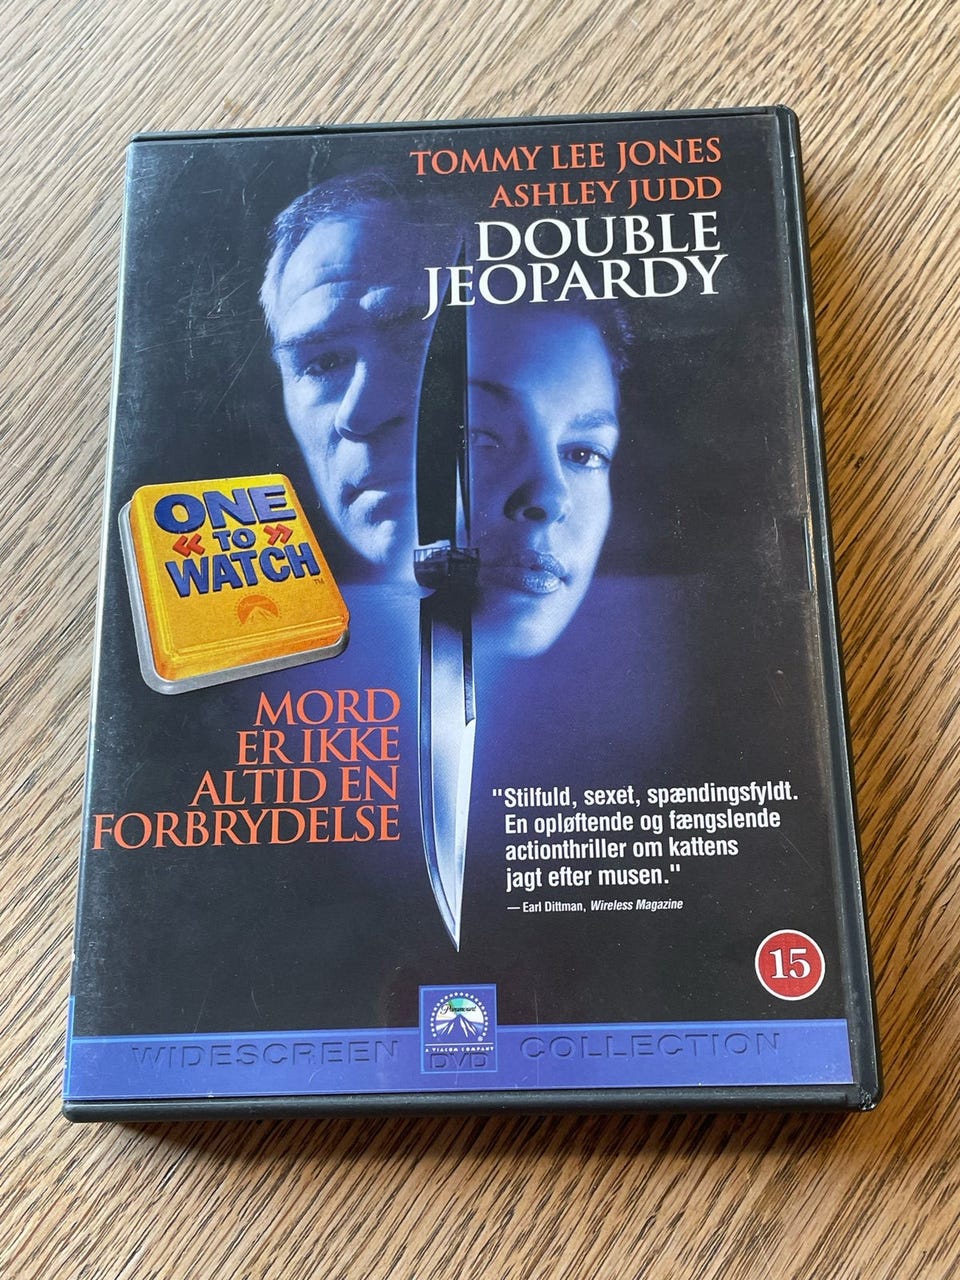 TOMMY LEE JONES
ASHLEY JUDD
DOUBLE
JEOPARDY
ONE
« TO »
WATCH™
MORD
ER IKKE
ALTID EN
FORBRYDELSE
"Stilfuld, sexet, spændingsfyldt.
En opløftende og fængslende
actionthriller om kattens
jagt efter musen."
— Earl Dittman, Wireless Magazine
15
Paramount
A VIACOM COMPANY
WIDESCREEN DVD COLLECTION